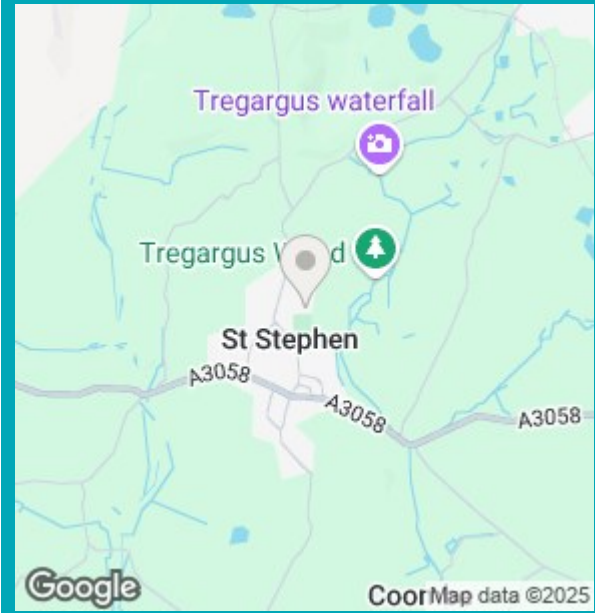 Tregargus waterfall
Tregargus W d
St Stephen
A3058
A3058
A3058
Google
Coor Map data ©2025